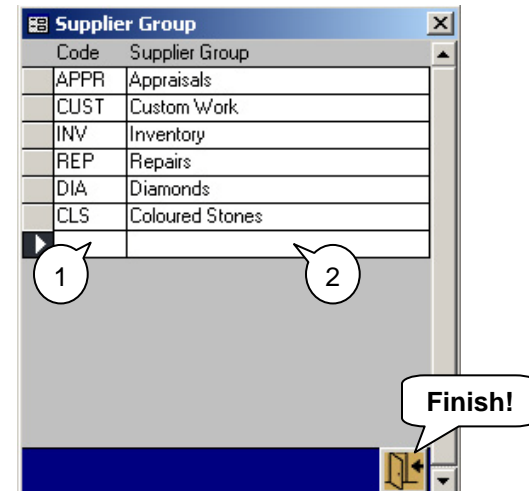 Supplier Group
Code Supplier Group
APPR Appraisals
CUST Custom Work
INV Inventory
REP Repairs
DIA Diamonds
CLS Coloured Stones
1 2
Finish!